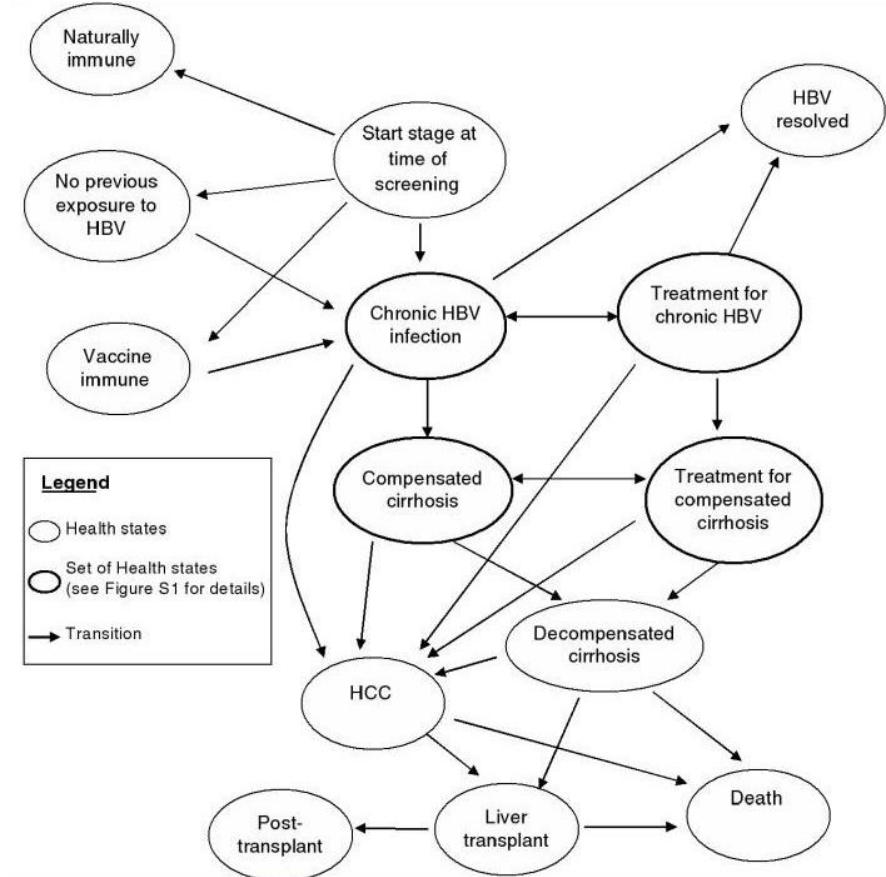 Naturally
immune
HBV
resolved
Start stage at
time of
screening
No previous
exposure to
HBV
Chronic HBV
infection
Treatment for
chronic HBV
Vaccine
immune
Compensated
cirrhosis
Treatment for
compensated
cirrhosis
Legend
Health states
Set of Health states
(see Figure S1 for details)
Transition
Decompensated
cirrhosis
HCC
Post-
transplant
Liver
transplant
Death